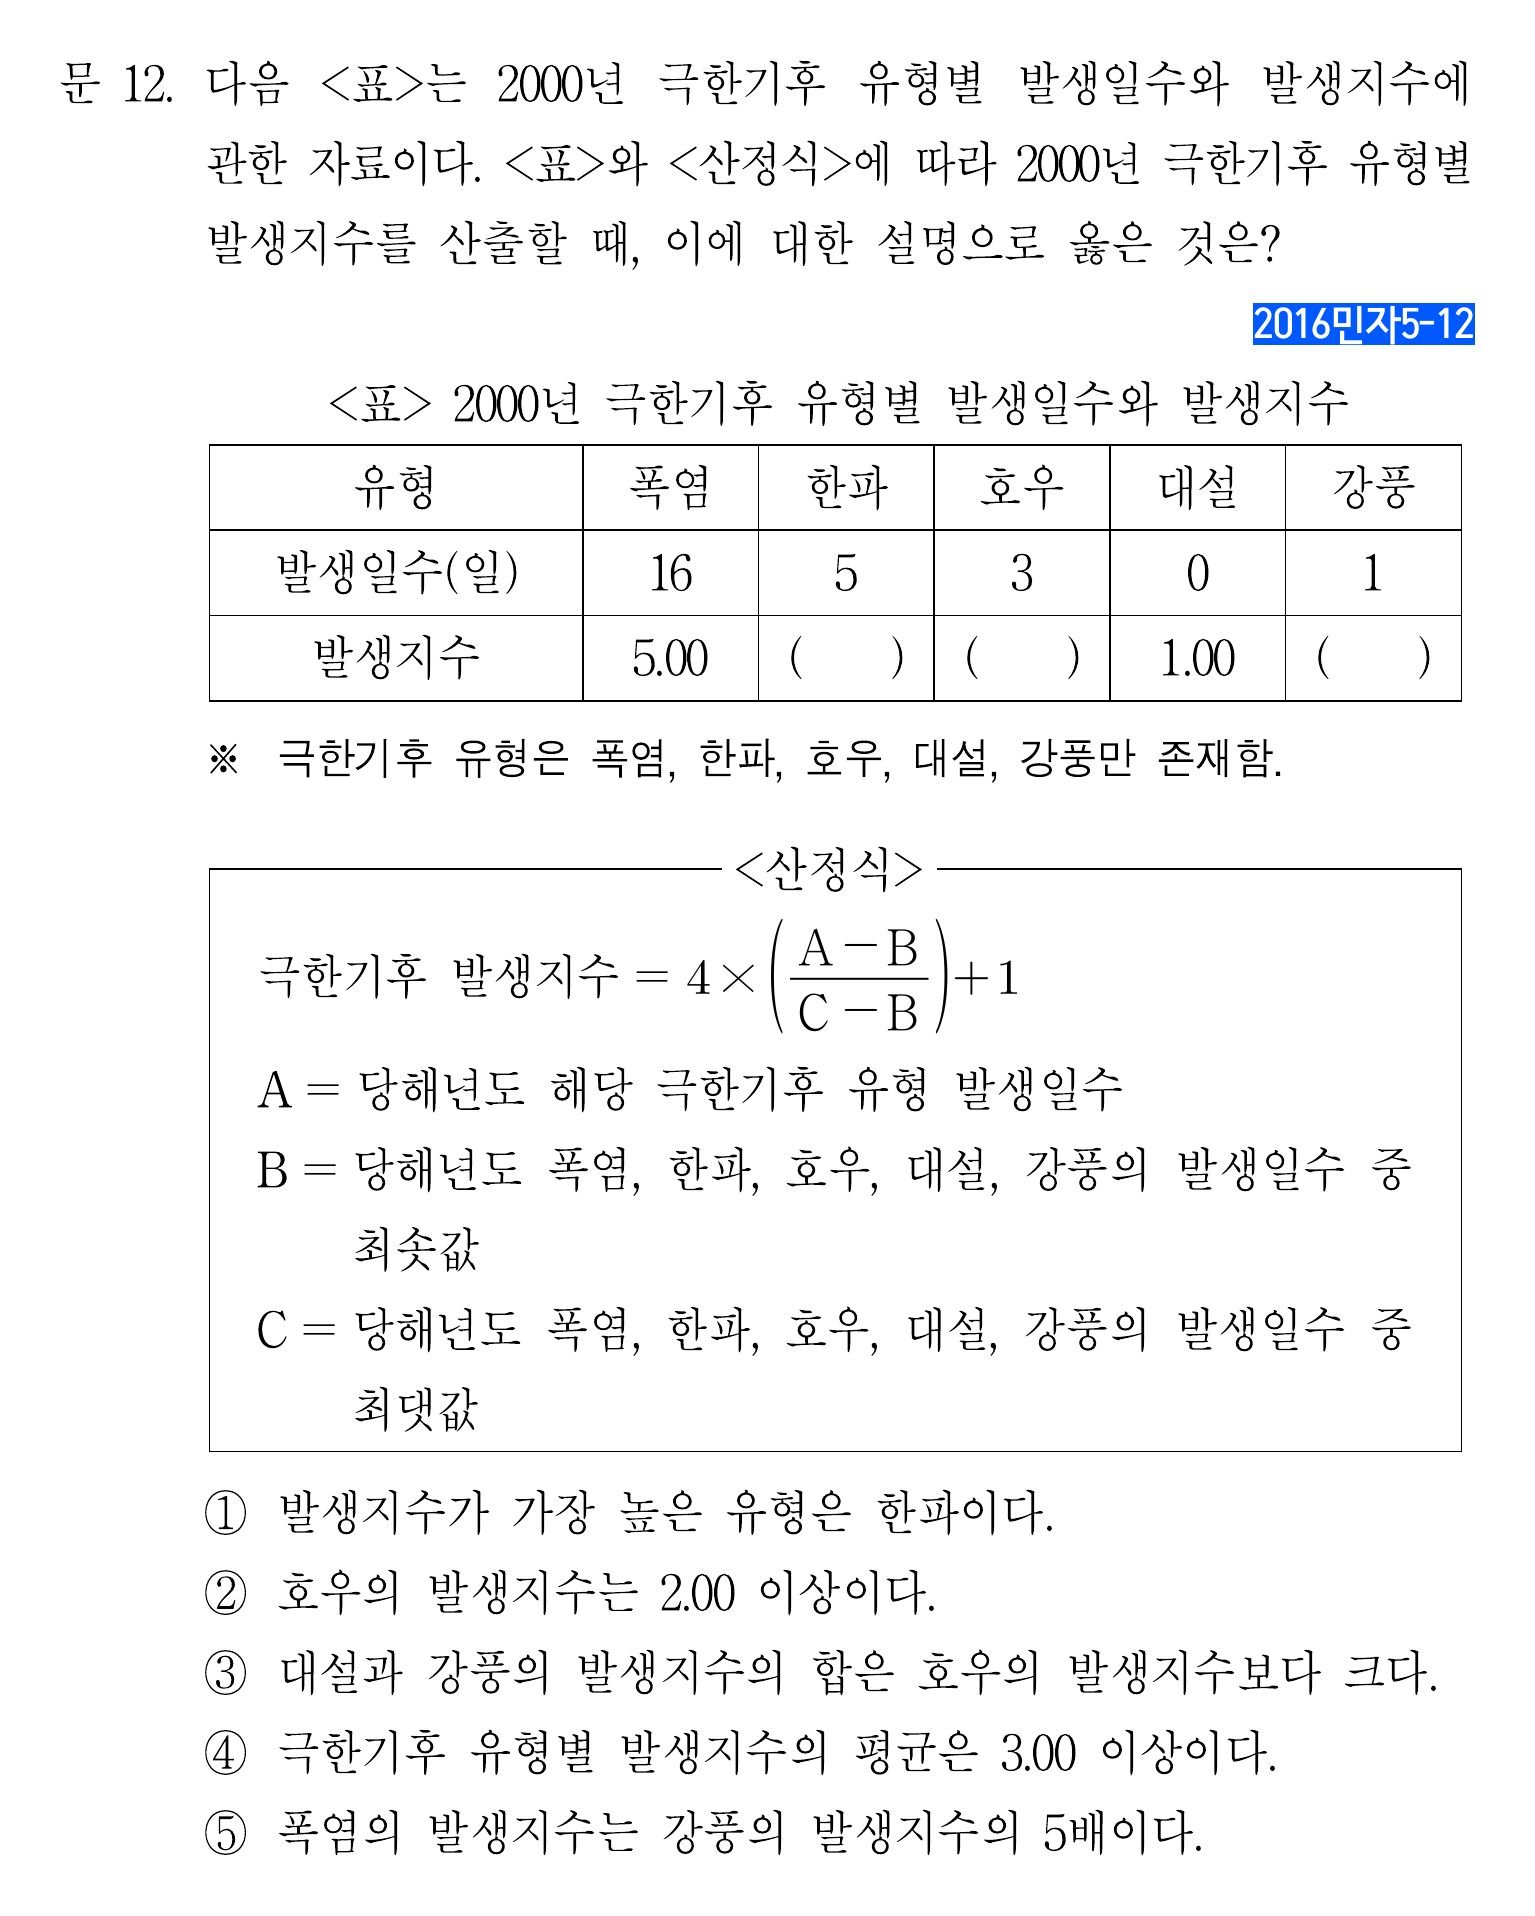 문 12. 다음 <표>는 2000년 극한기후 유형별 발생일수와 발생지수에
관한 자료이다. <표>와 <산정식>에 따라 2000년 극한기후 유형별
발생지수를 산출할 때, 이에 대한 설명으로 옳은 것은?
2016민자5-12
<표> 2000년 극한기후 유형별 발생일수와 발생지수
유형 폭염 한파 호우 대설 강풍
발생일수(일) 16 5 3 0 1
발생지수 5.00 ( ) ( ) 1.00 ( )
※ 극한기후 유형은 폭염, 한파, 호우, 대설, 강풍만 존재함.
<산정식>
극한기후 발생지수 = 4×((A-B)/(C-B))+1
A = 당해년도 해당 극한기후 유형 발생일수
B = 당해년도 폭염, 한파, 호우, 대설, 강풍의 발생일수 중
최솟값
C = 당해년도 폭염, 한파, 호우, 대설, 강풍의 발생일수 중
최댓값
① 발생지수가 가장 높은 유형은 한파이다.
② 호우의 발생지수는 2.00 이상이다.
③ 대설과 강풍의 발생지수의 합은 호우의 발생지수보다 크다.
④ 극한기후 유형별 발생지수의 평균은 3.00 이상이다.
⑤ 폭염의 발생지수는 강풍의 발생지수의 5배이다.